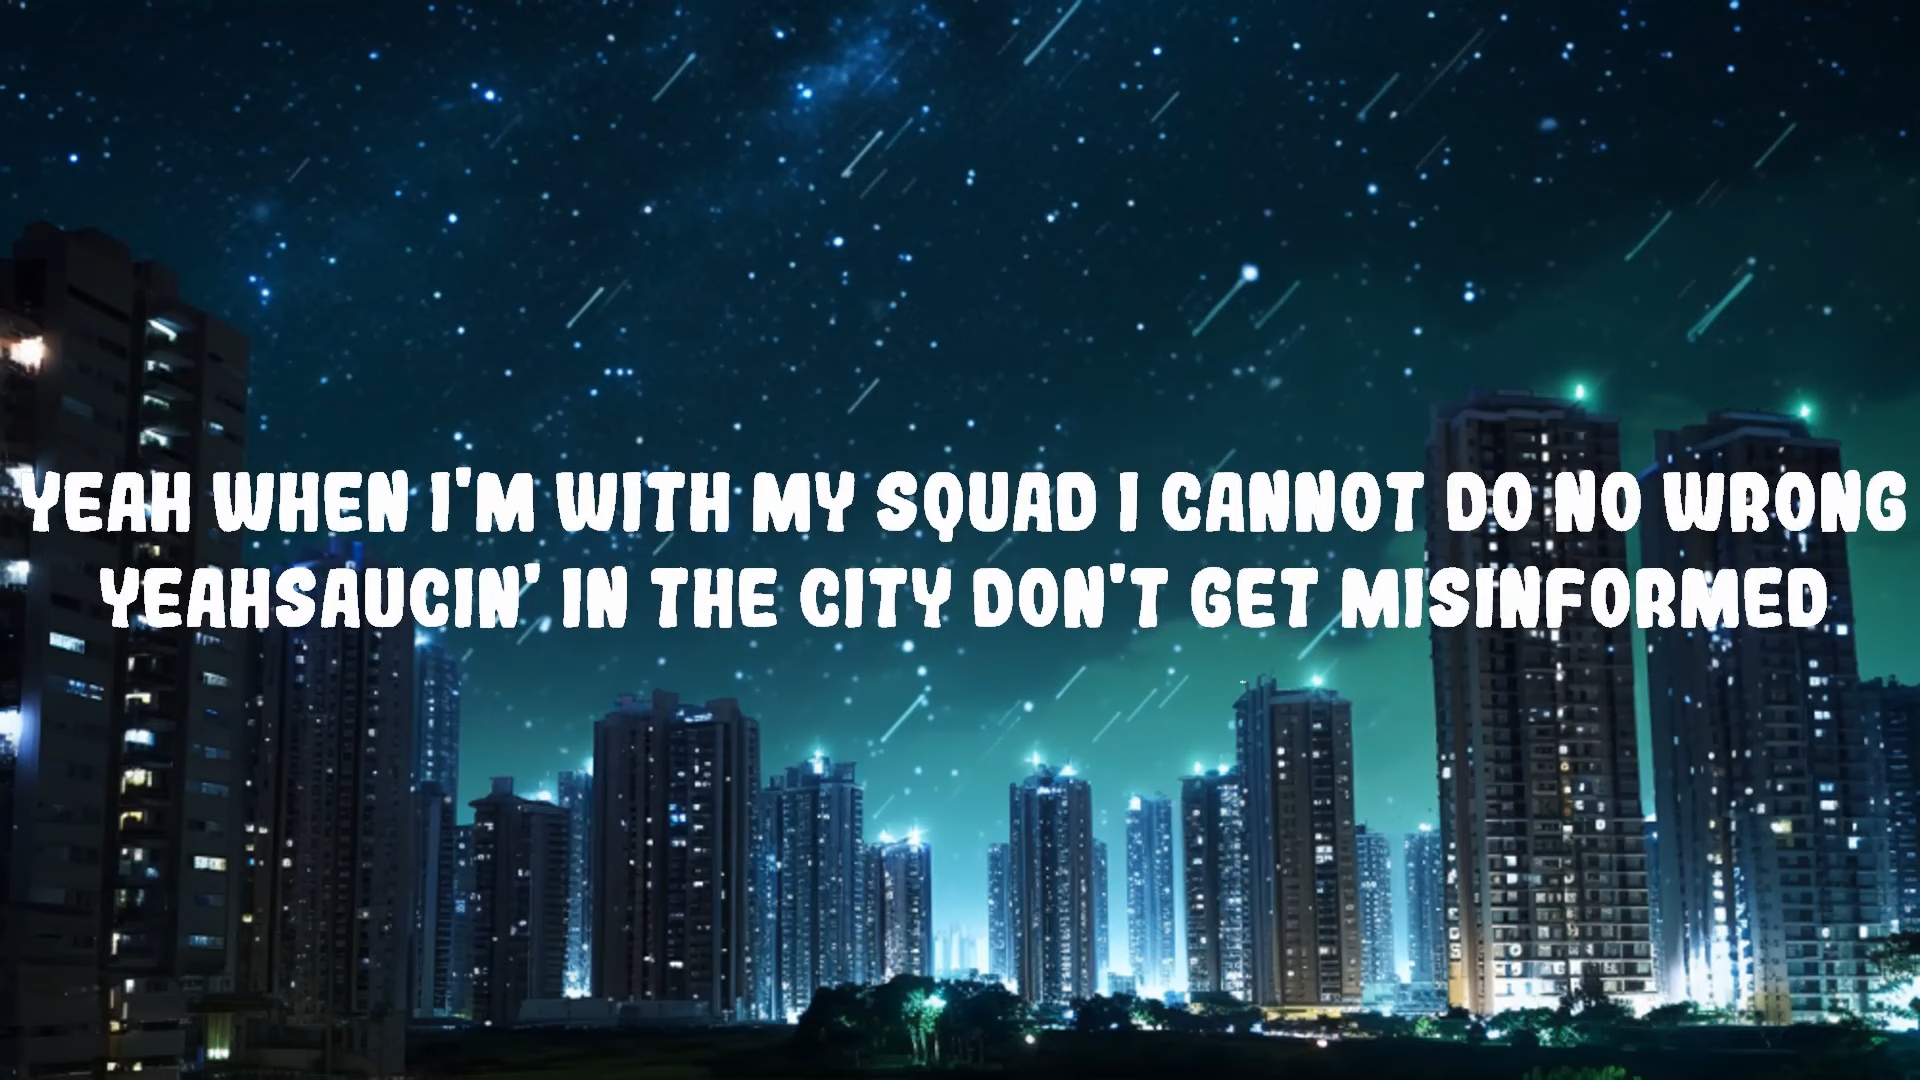 YEAH WHEN I'M WITH MY SQUAD I CANNOT DO NO WRONG
YEAHSAUCIN' IN THE CITY DON'T GET MISINFORMED